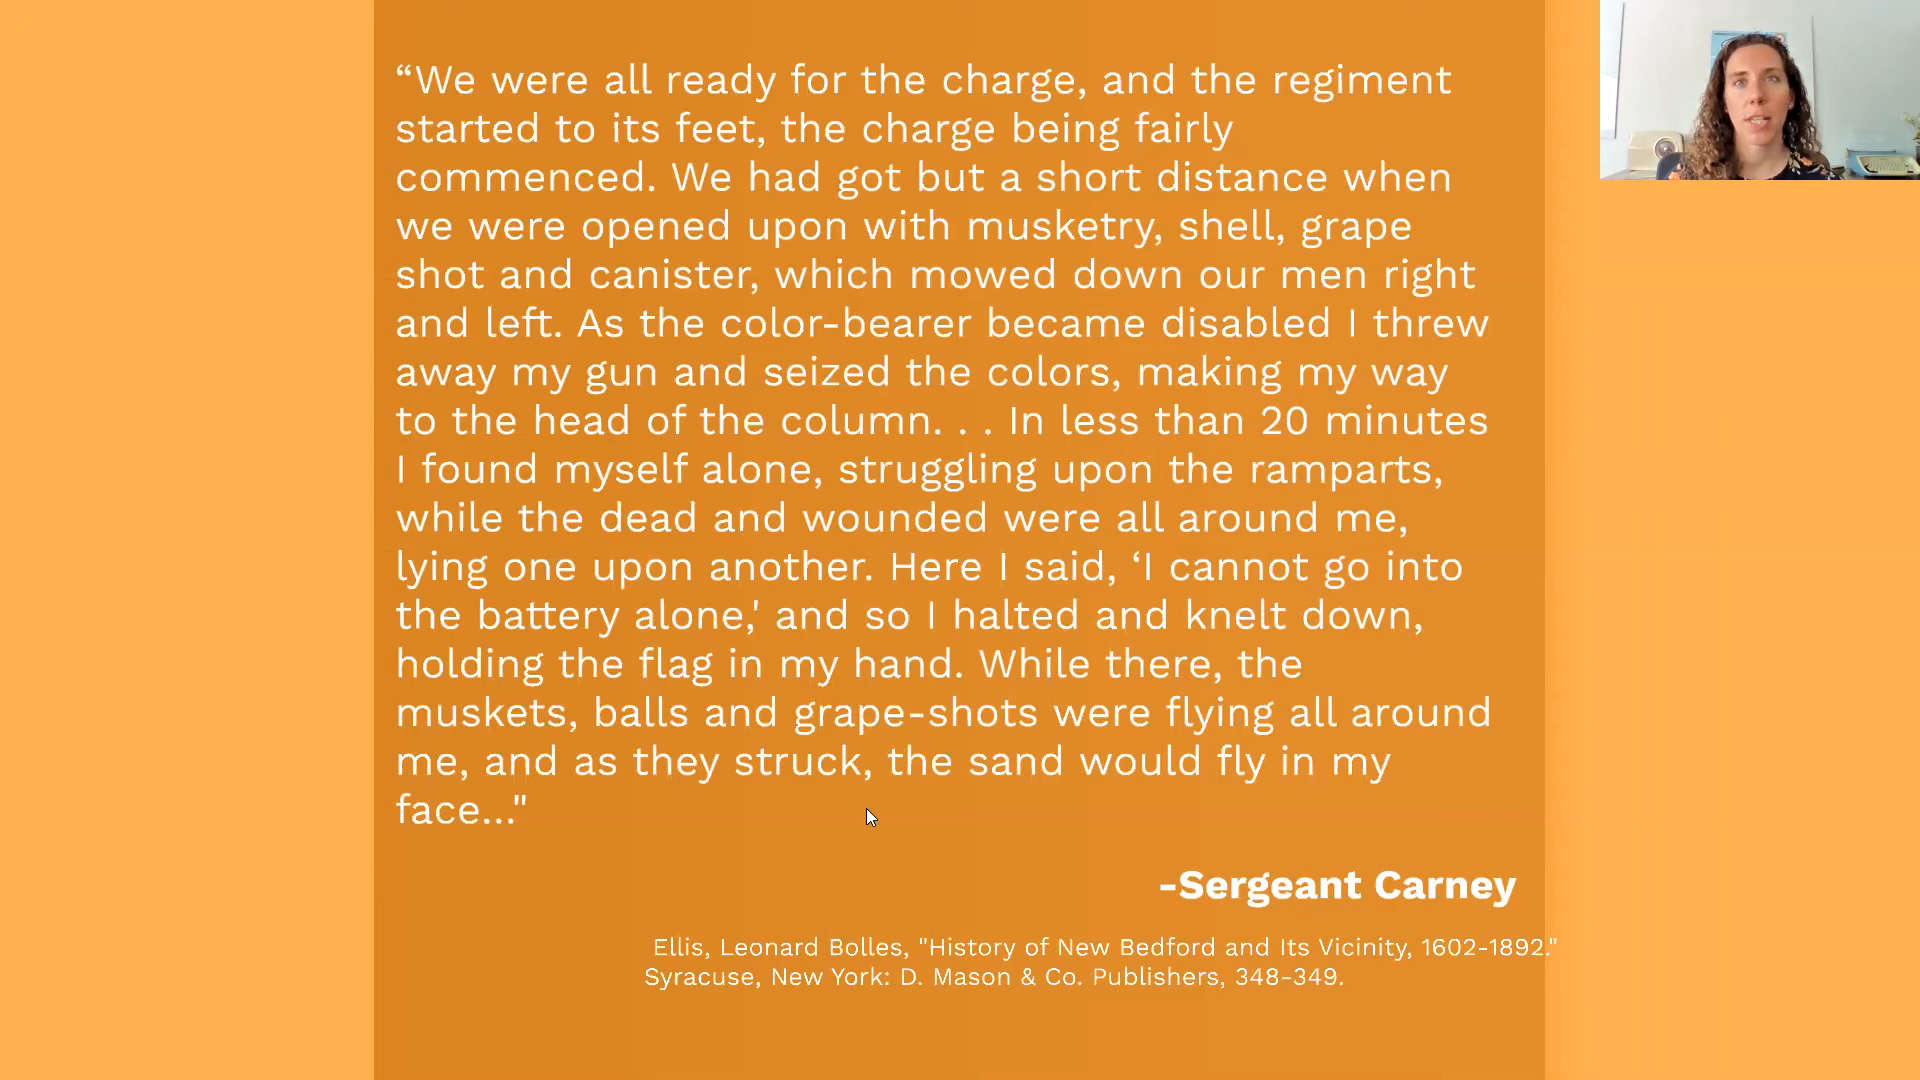 “We were all ready for the charge, and the regiment
started to its feet, the charge being fairly
commenced. We had got but a short distance when
we were opened upon with musketry, shell, grape
shot and canister, which mowed down our men right
and left. As the color-bearer became disabled I threw
away my gun and seized the colors, making my way
to the head of the column. . . In less than 20 minutes
I found myself alone, struggling upon the ramparts,
while the dead and wounded were all around me,
lying one upon another. Here I said, ‘I cannot go into
the battery alone,' and so I halted and knelt down,
holding the flag in my hand. While there, the
muskets, balls and grape-shots were flying all around
me, and as they struck, the sand would fly in my
face..."
-Sergeant Carney
Ellis, Leonard Bolles, "History of New Bedford and Its Vicinity, 1602-1892."
Syracuse, New York: D. Mason & Co. Publishers, 348-349.